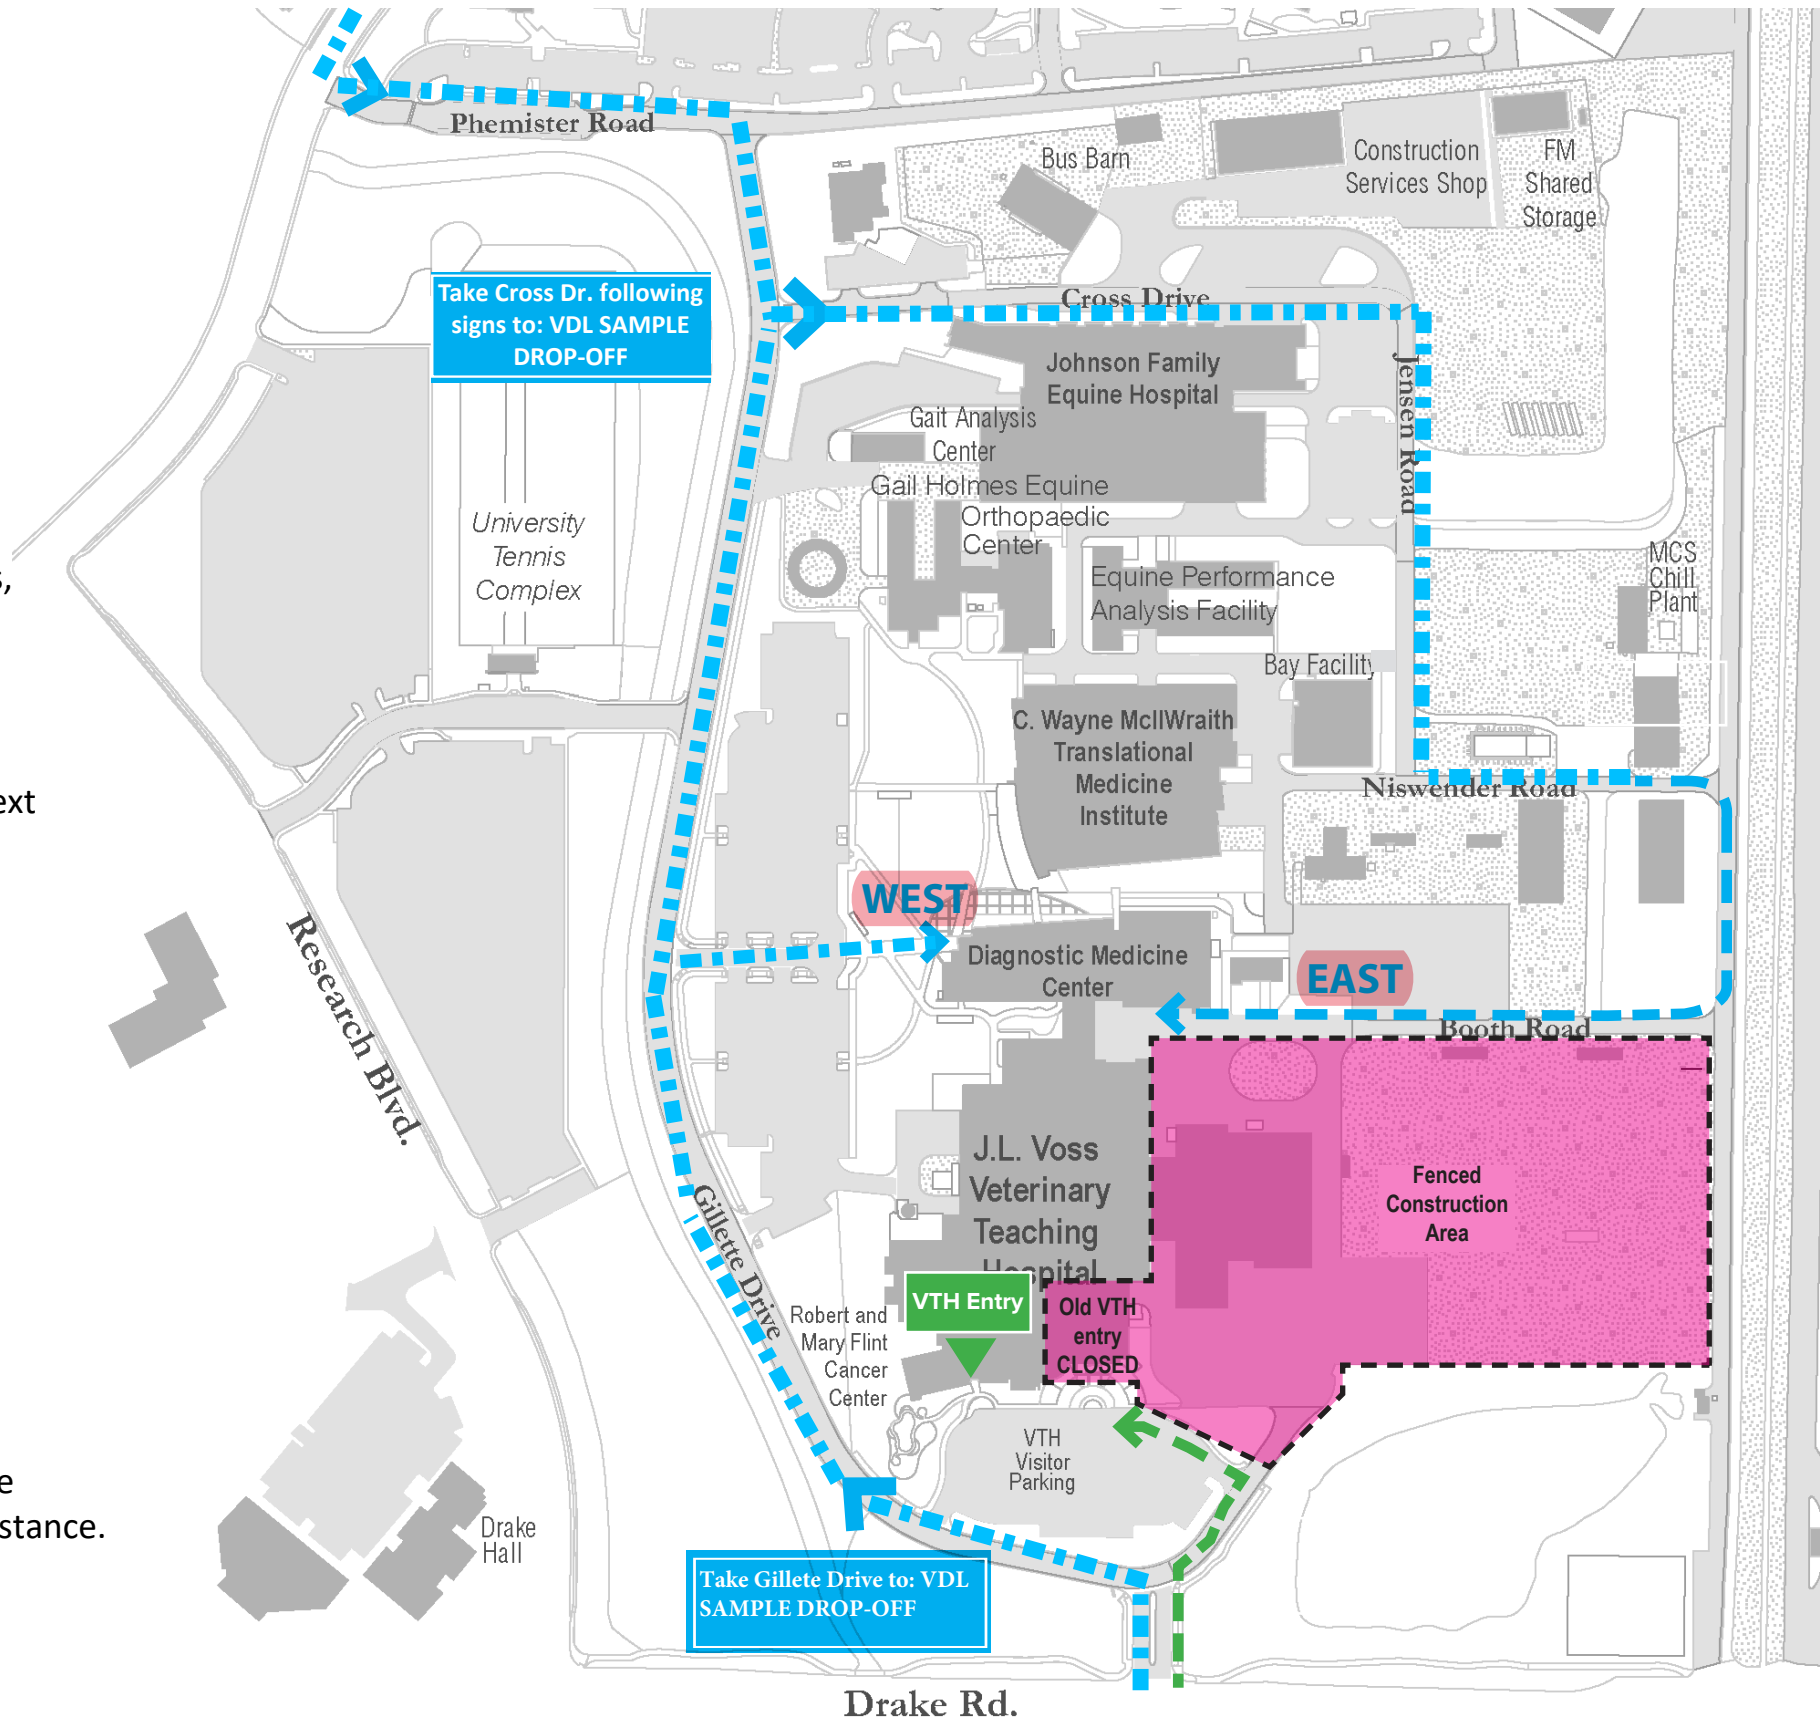 Phemister Road
Bus Barn
Construction
Services Shop
FM
Shared
Storage
Take Cross Dr. following
signs to: VDL SAMPLE
DROP-OFF
Cross Drive
Johnson Family
Equine Hospital
Jensen Road
Gait Analysis
Center
Gail Holmes Equine
Orthopaedic
Center
University
Tennis
Complex
s,
Equine Performance
Analysis Facility
MCS
Chill
Plant
Bay Facility
C. Wayne McIlWraith
Translational
Medicine
Institute
Niswender Road
ext
WEST
Diagnostic Medicine
Center
EAST
Booth Road
Research Blvd.
J.L. Voss
Veterinary
Teaching
Hospital
Fenced
Construction
Area
Gillette Drive
VTH Entry
Old VTH
entry
CLOSED
Robert and
Mary Flint
Cancer
Center
VTH
Visitor
Parking
e
stance.
Drake
Hall
Take Gillete Drive to: VDL
SAMPLE DROP-OFF
Drake Rd.